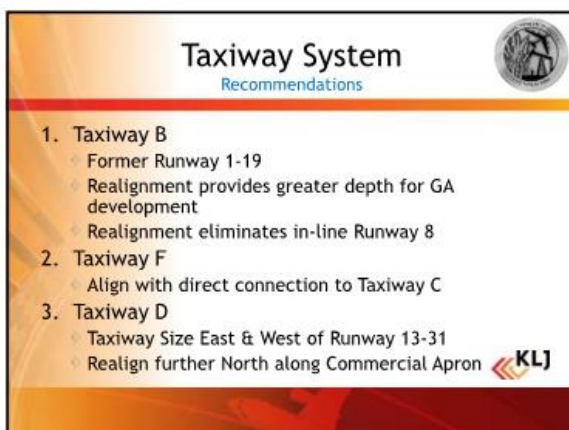 Taxiway System
Recommendations
1. Taxiway B
Former Runway 1-19
Realignment provides greater depth for GA
development
Realignment eliminates in-line Runway 8
2. Taxiway F
Align with direct connection to Taxiway C
3. Taxiway D
Taxiway Size East & West of Runway 13-31
Realign further North along Commercial Apron
KLJ